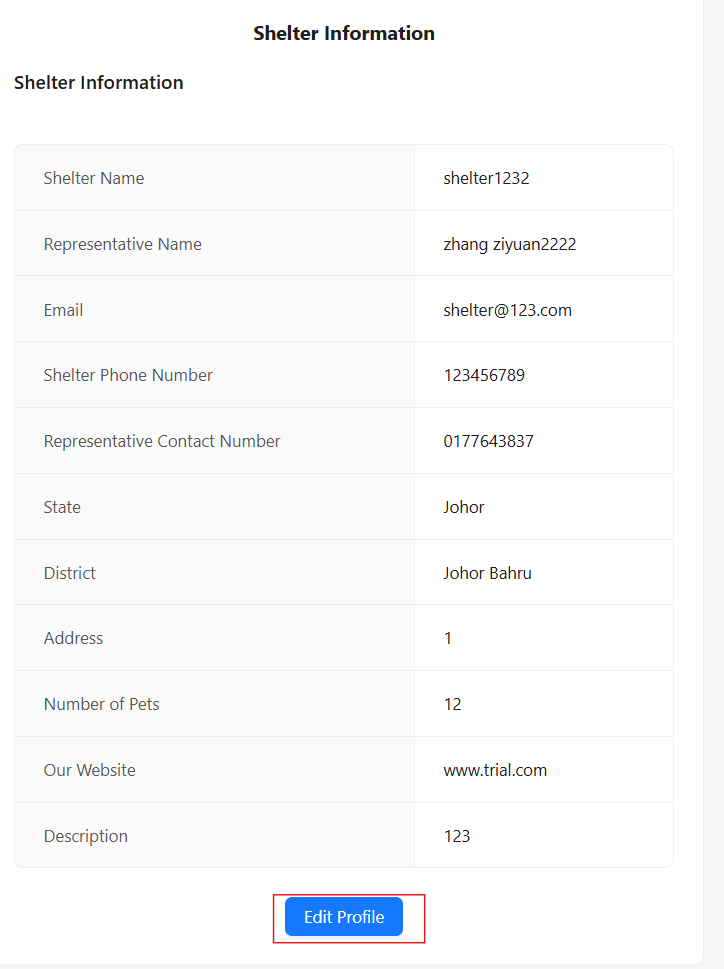 Shelter Information
Shelter Information
Shelter Name shelter1232
Representative Name zhang ziyuan2222
Email shelter@123.com
Shelter Phone Number 123456789
Representative Contact Number 0177643837
State Johor
District Johor Bahru
Address 1
Number of Pets 12
Our Website www.trial.com
Description 123
Edit Profile